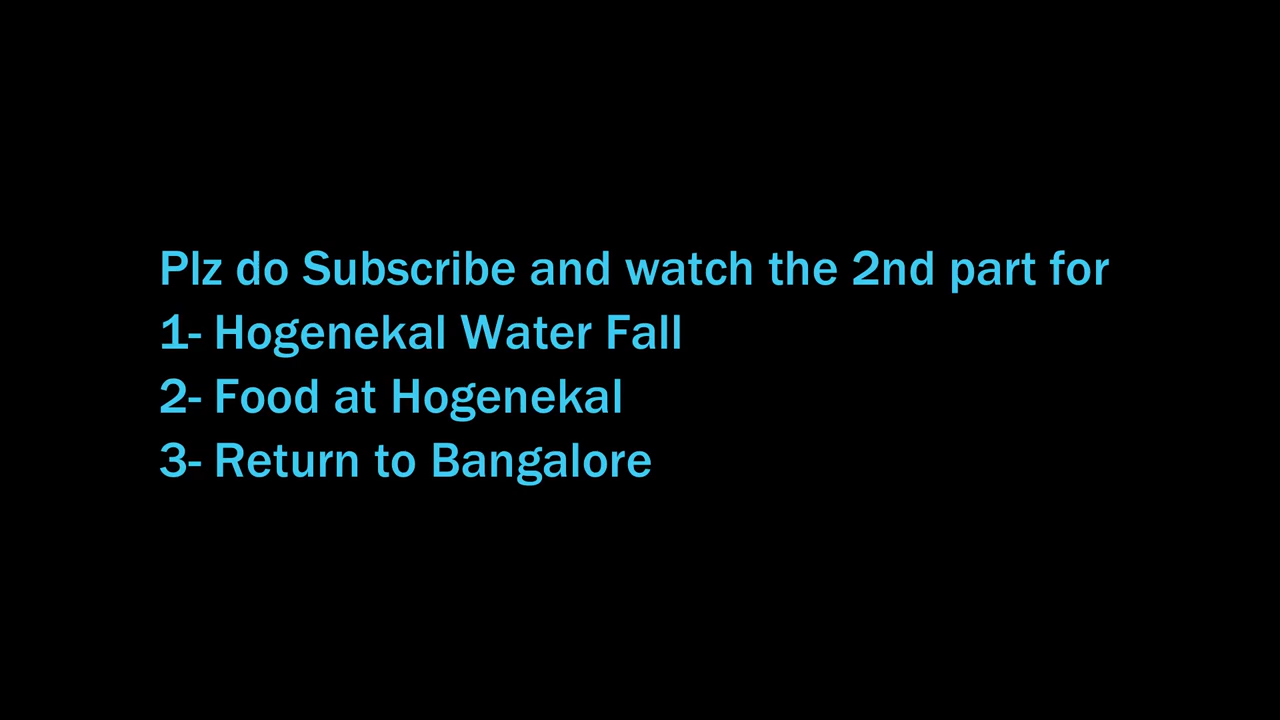 Plz do Subscribe and watch the 2nd part for
1- Hogenekal Water Fall
2- Food at Hogenekal
3- Return to Bangalore